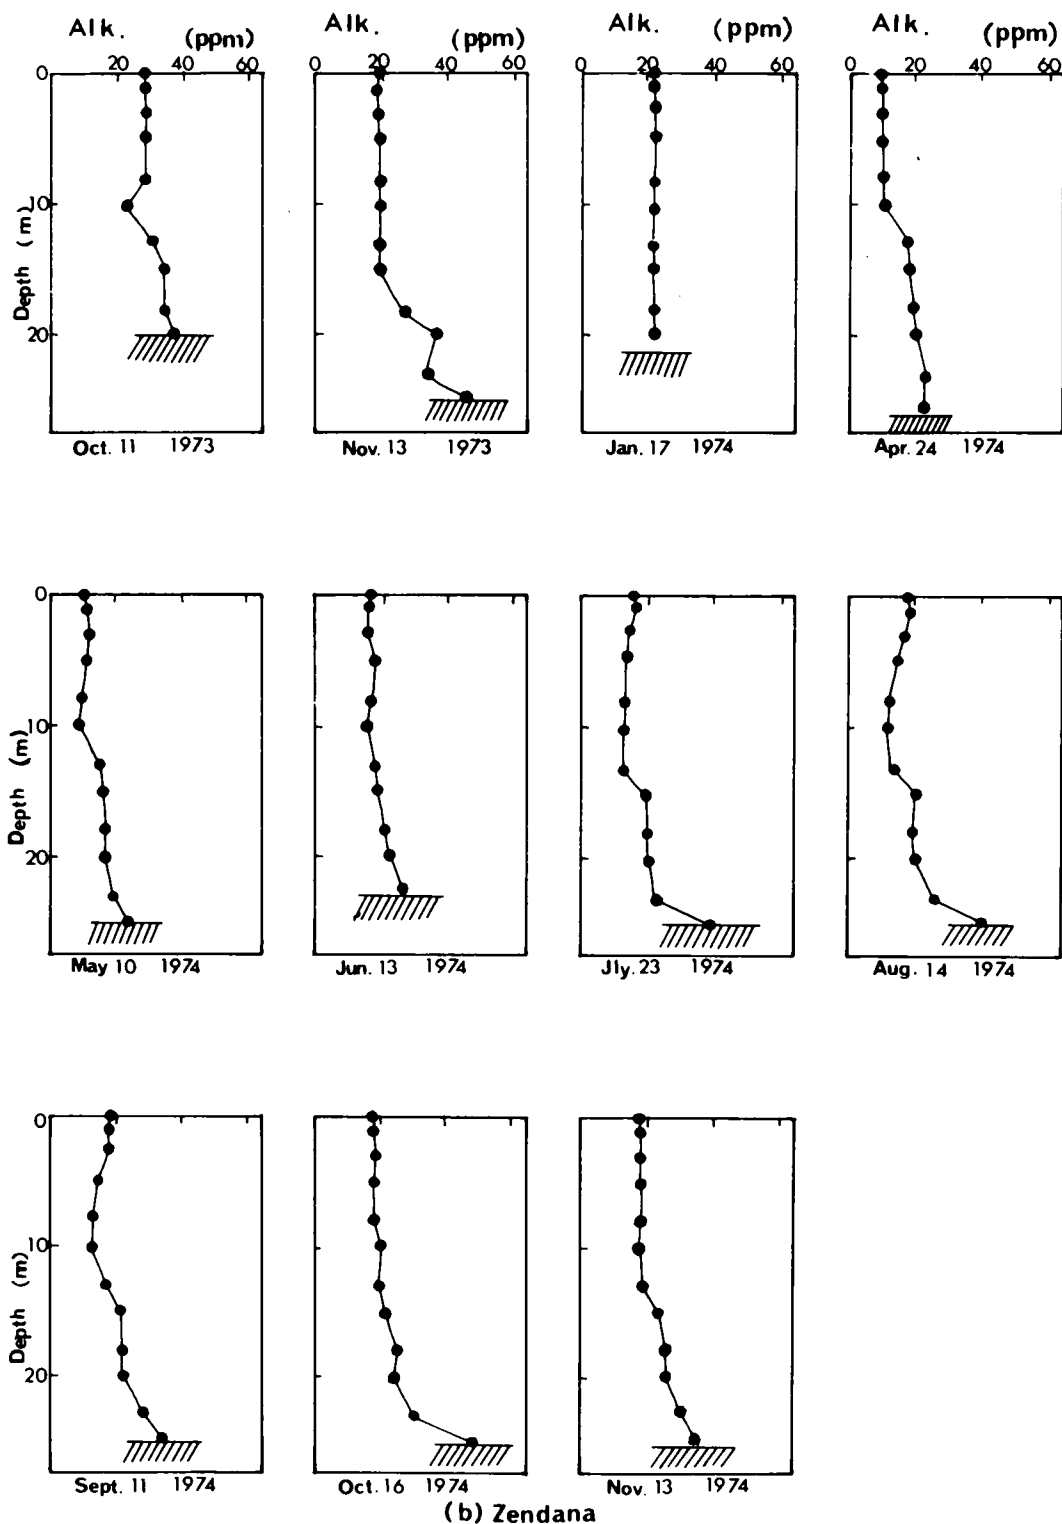 Alk. (ppm) Alk. (ppm) Alk. (ppm) Alk. (ppm)
0 20 40 60 0 20 40 60 0 20 40 60 0 20 40 60
0
10
20
Depth (m)
Oct. 11 1973 Nov. 13 1973 Jan. 17 1974 Apr. 24 1974
0
10
20
Depth (m)
May 10 1974 Jun. 13 1974 Jly. 23 1974 Aug. 14 1974
0
10
20
Depth (m)
Sept. 11 1974 Oct. 16 1974 Nov. 13 1974
(b) Zendana